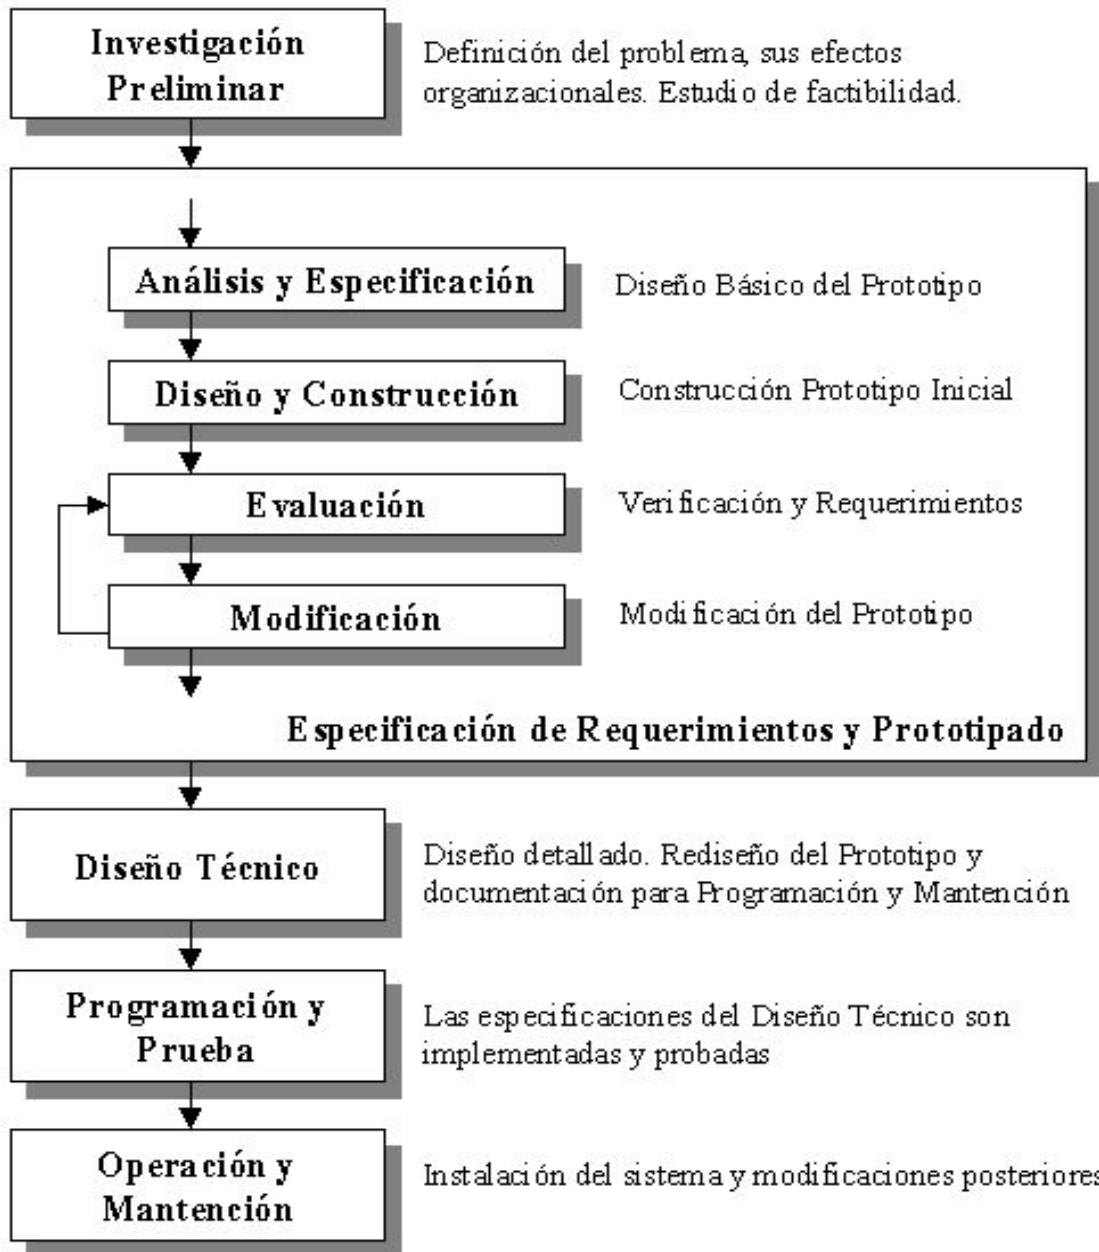 Investigación
Preliminar
Definición del problema, sus efectos
organizacionales. Estudio de factibilidad.
Análisis y Especificación
Diseño Básico del Prototipo
Diseño y Construcción
Construcción Prototipo Inicial
Evaluación
Verificación y Requerimientos
Modificación
Modificación del Prototipo
Especificación de Requerimientos y Prototipado
Diseño Técnico
Diseño detallado. Rediseño del Prototipo y
documentación para Programación y Mantención
Programación y
Prueba
Las especificaciones del Diseño Técnico son
implementadas y probadas
Operación y
Mantención
Instalación del sistema y modificaciones posteriores